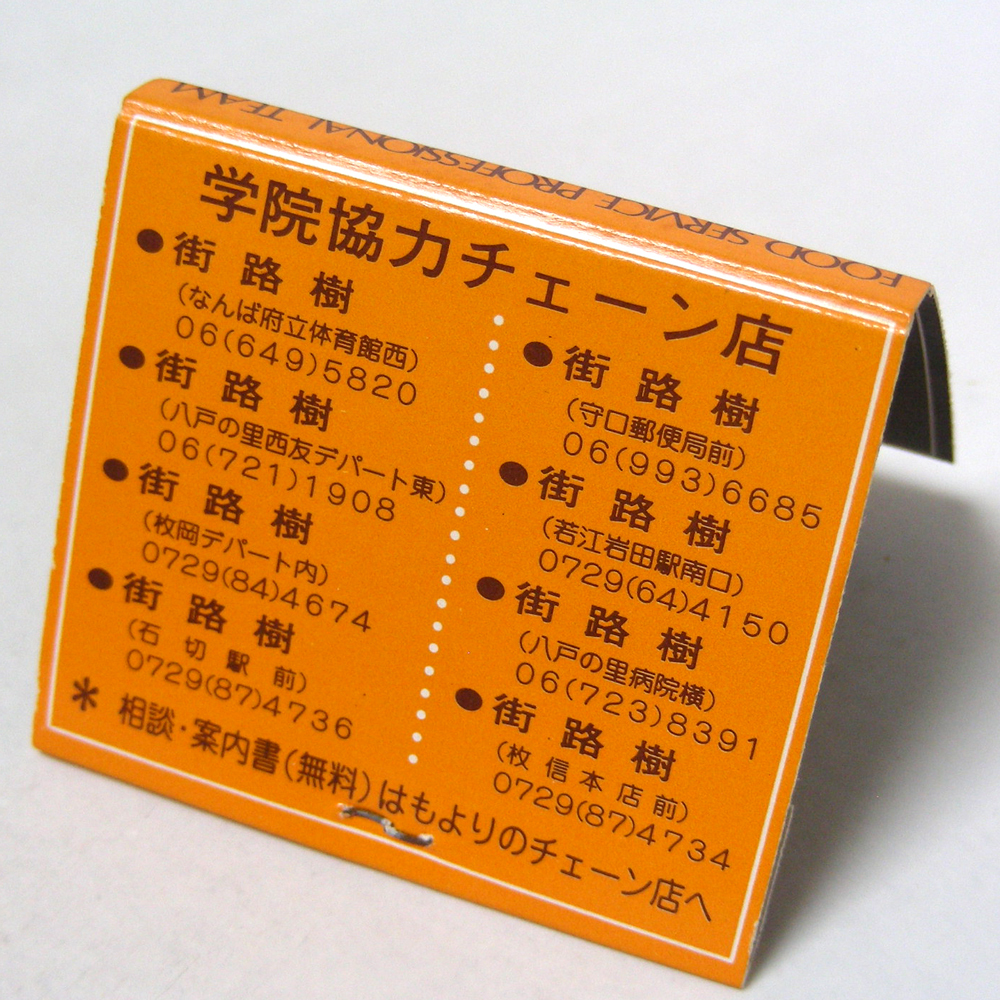 FOOD SERVICE PROFESSIONAL TEAM
学院協力チェーン店
●街路樹
(なんば府立体育館西)
06(649)5820
●街路樹
(八戸の里西友デパート東)
06(721)1908
●街路樹
(枚岡デパート内)
0729(84)4674
●街路樹
(石切駅前)
0729(87)4736
●街路樹
(守口郵便局前)
06(993)6685
●街路樹
(若江岩田駅南口)
0729(64)4150
●街路樹
(八戸の里病院横)
06(723)8391
●街路樹
(枚信本店前)
0729(87)4734
＊相談・案内書(無料)はもよりのチェーン店へ